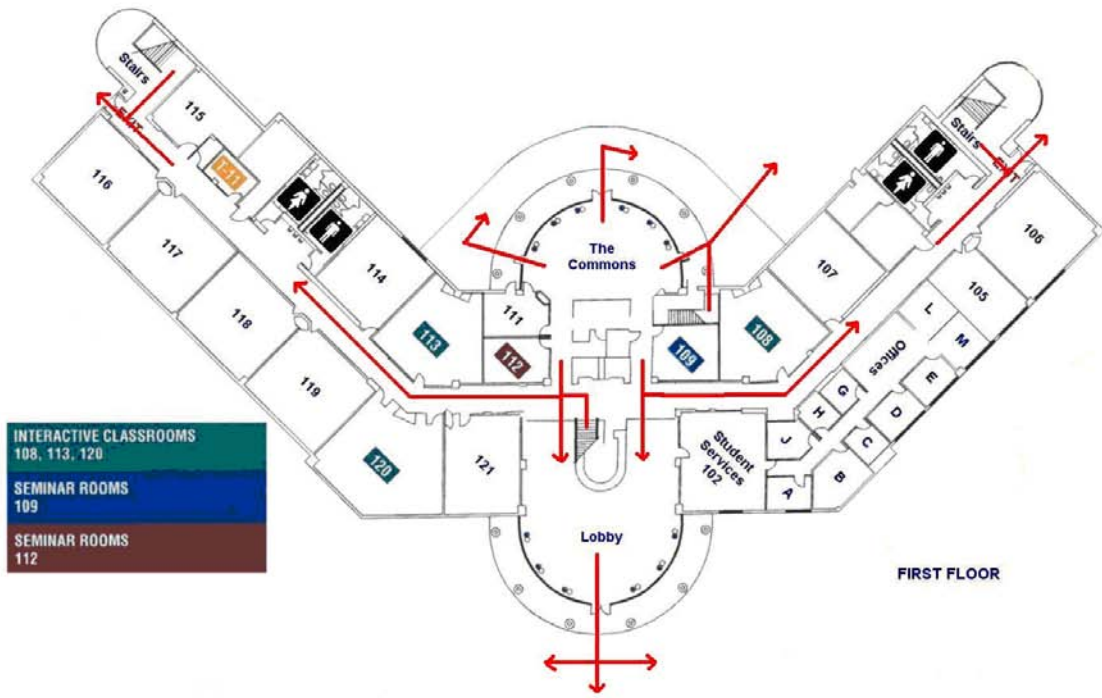 Stairs
EXIT
115
T-11
116
117
118
119
120
121
114
113
111
112
The
Commons
109
108
107
Stairs
EXIT
106
105
L
M
Offices
E
G
H
D
J
C
B
A
Student
Services
102
Lobby
INTERACTIVE CLASSROOMS
108, 113, 120
SEMINAR ROOMS
109
SEMINAR ROOMS
112
FIRST FLOOR